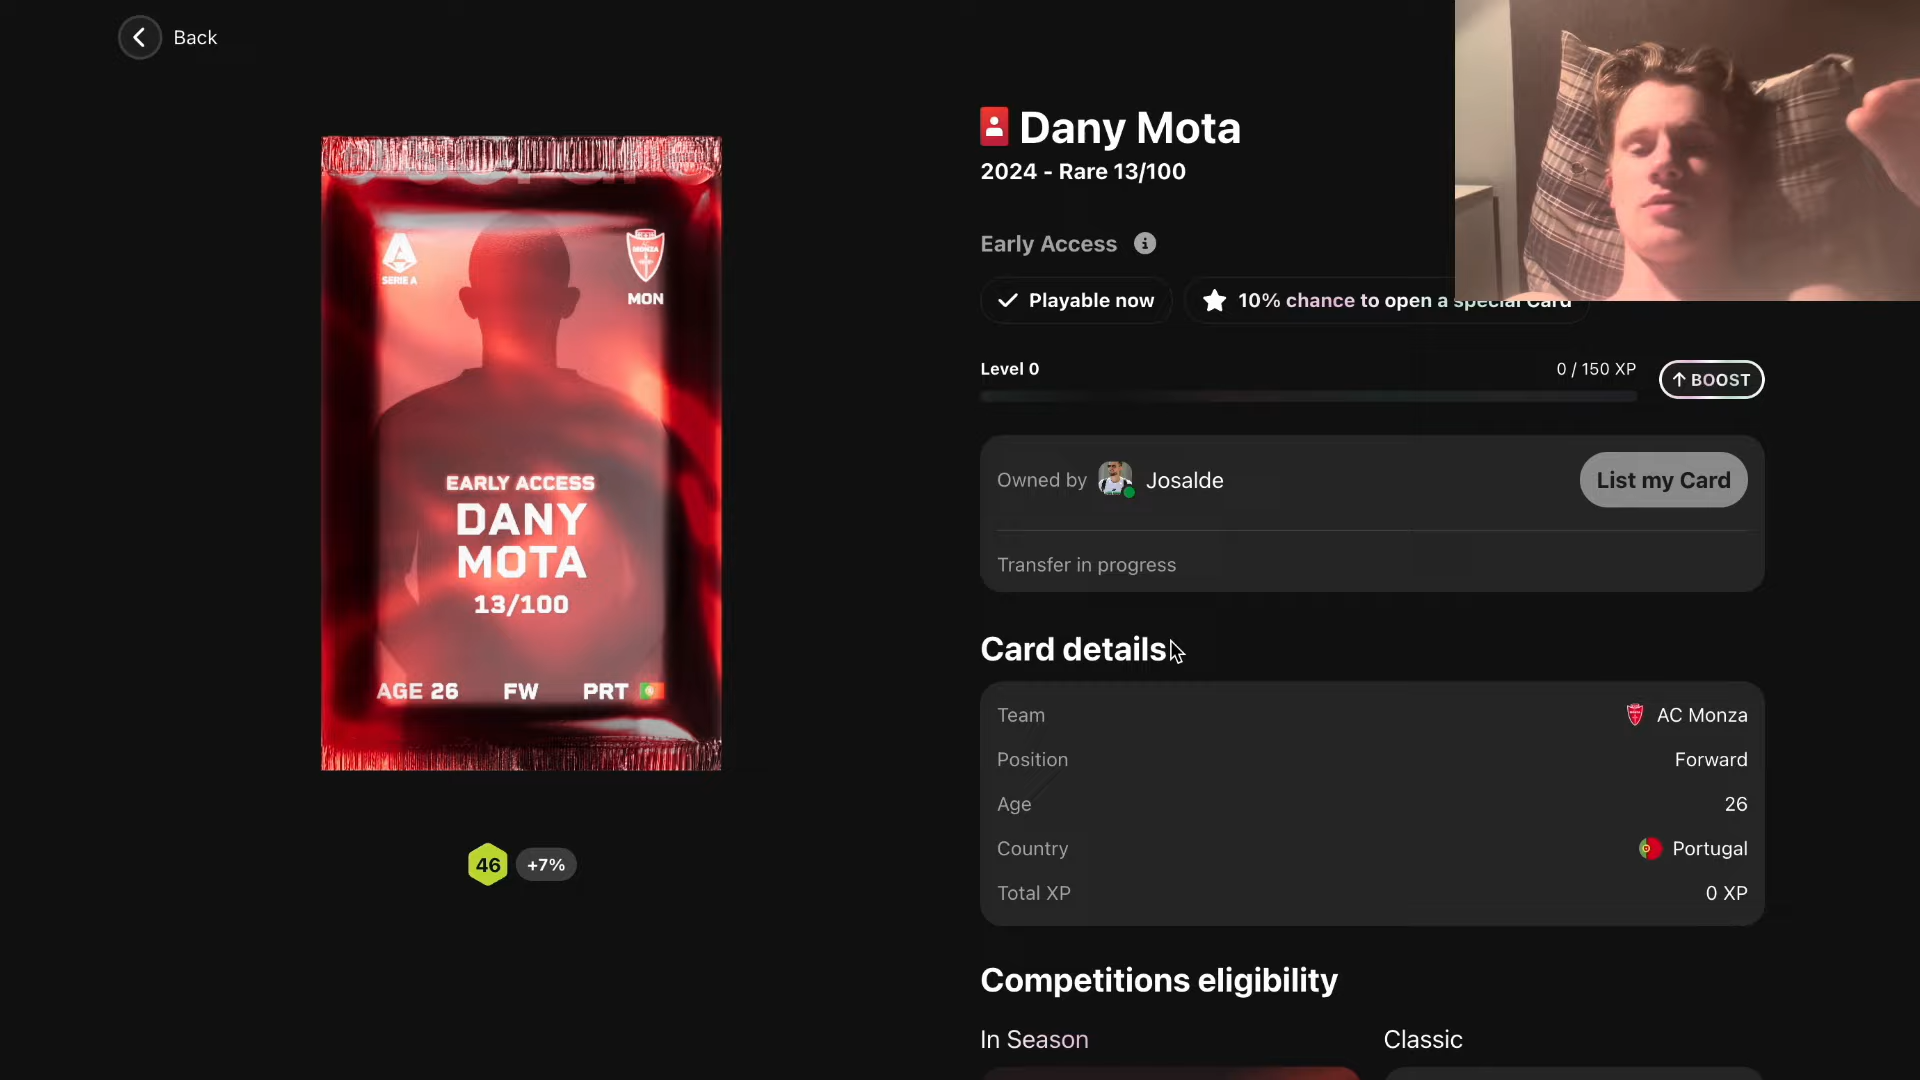 Back
Dany Mota
2024 - Rare 13/100
Early Access
Playable now
10% chance to open a special Card
Level 0
0 / 150 XP
BOOST
Owned by Josalde
List my Card
Transfer in progress
SERIE A
MONZA
MON
EARLY ACCESS
DANY
MOTA
13/100
AGE 26 FW PRT
46 +7%
Card details
Team AC Monza
Position Forward
Age 26
Country Portugal
Total XP 0 XP
Competitions eligibility
In Season
Classic